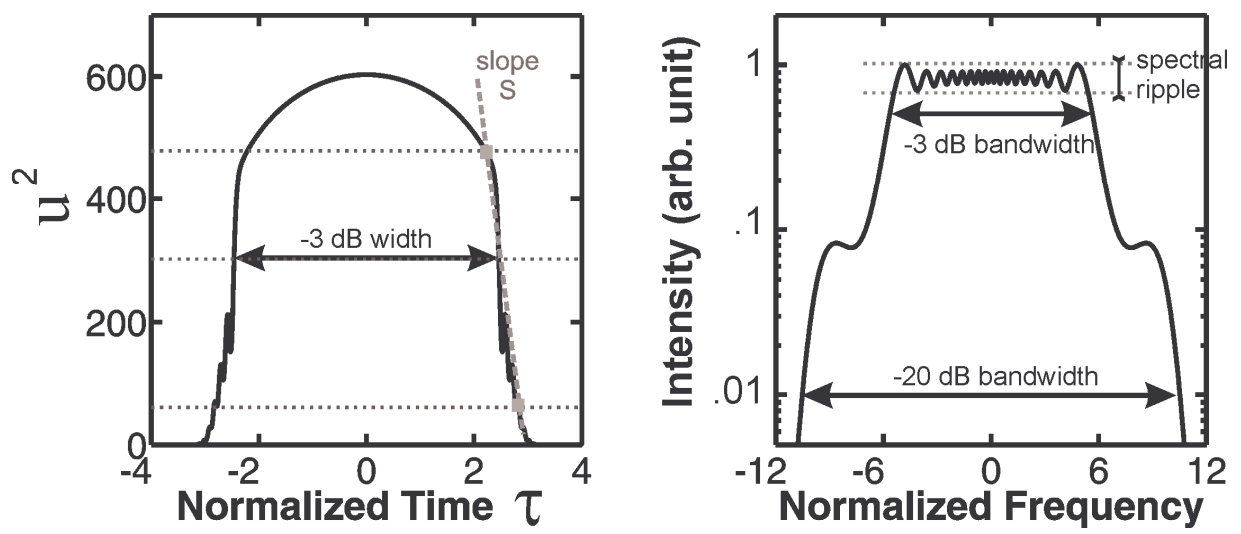 600
400
200
0
-4
-2
0
2
4
u²
Normalized Time τ
slope
S
-3 dB width
1
.1
.01
-12
-6
0
6
12
Intensity (arb. unit)
Normalized Frequency
spectral
ripple
-3 dB bandwidth
-20 dB bandwidth